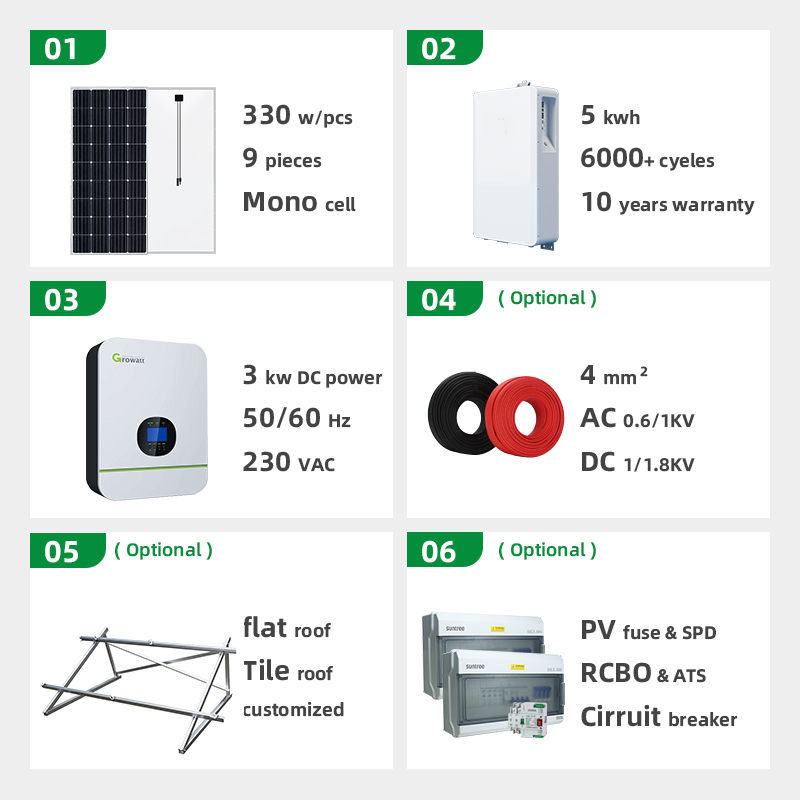 01
330 w/pcs
9 pieces
Mono cell
02
5 kwh
6000+ cyeles
10 years warranty
03
Growatt
3 kw DC power
50/60 Hz
230 VAC
04
( Optional )
4 mm²
AC 0.6/1KV
DC 1/1.8KV
05
( Optional )
flat roof
Tile roof
customized
06
( Optional )
suntree
suntree
PV fuse & SPD
RCBO & ATS
Cirruit breaker